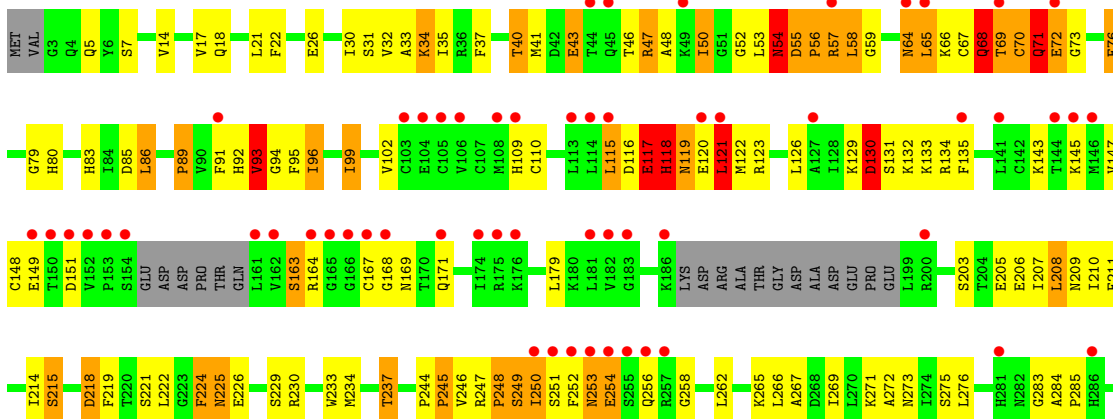 MET VAL G3 Q4 Q5 Y6 S7 V14 V17 Q18 L21 F22 E26 I30 S31 V32 A33 K34 I35 R36 F37 T40 M41 D42 E43 T44 Q45 T46 R47 A48 K49 I50 G51 G52 L53 N54 D55 P56 R57 L58 G59 N64 L65 K66 C67 Q68 T69 C70 Q71 E72 G73
G79 H80 H83 I84 D85 L86 P89 V90 F91 H92 V93 G94 F95 I96 I99 V102 C103 E104 C105 V106 C107 M108 H109 C110 L113 L114 L115 D116 E117 H118 N119 E120 L121 M122 R123 L126 A127 I128 K129 D130 S131 K132 K133 R134 F135 L141 C142 K143 T144 K145 M146 V147
C148 E149 T150 D151 V152 P153 S154 GLU ASP ASP PRO THR GLN L161 V162 S163 R164 G165 G166 C167 G168 N169 T170 Q171 I174 R175 K176 L179 K180 L181 V182 G183 K186 LYS ASP ARG ALA THR GLY ASP ALA ASP GLU PRO GLU L199 R200 S203 T204 E205 E206 I207 L208 N209 I210
I214 S215 D218 F219 T220 S221 L222 G223 F224 N225 E226 S229 R230 W233 M234 T237 P244 P245 V246 R247 P248 S249 I250 S251 F252 N253 E254 S255 Q256 R257 G258 L262 K265 S266 A267 D268 I269 L270 K271 A272 N273 I274 S275 L276 H281 N282 G283 A284 P285 H286